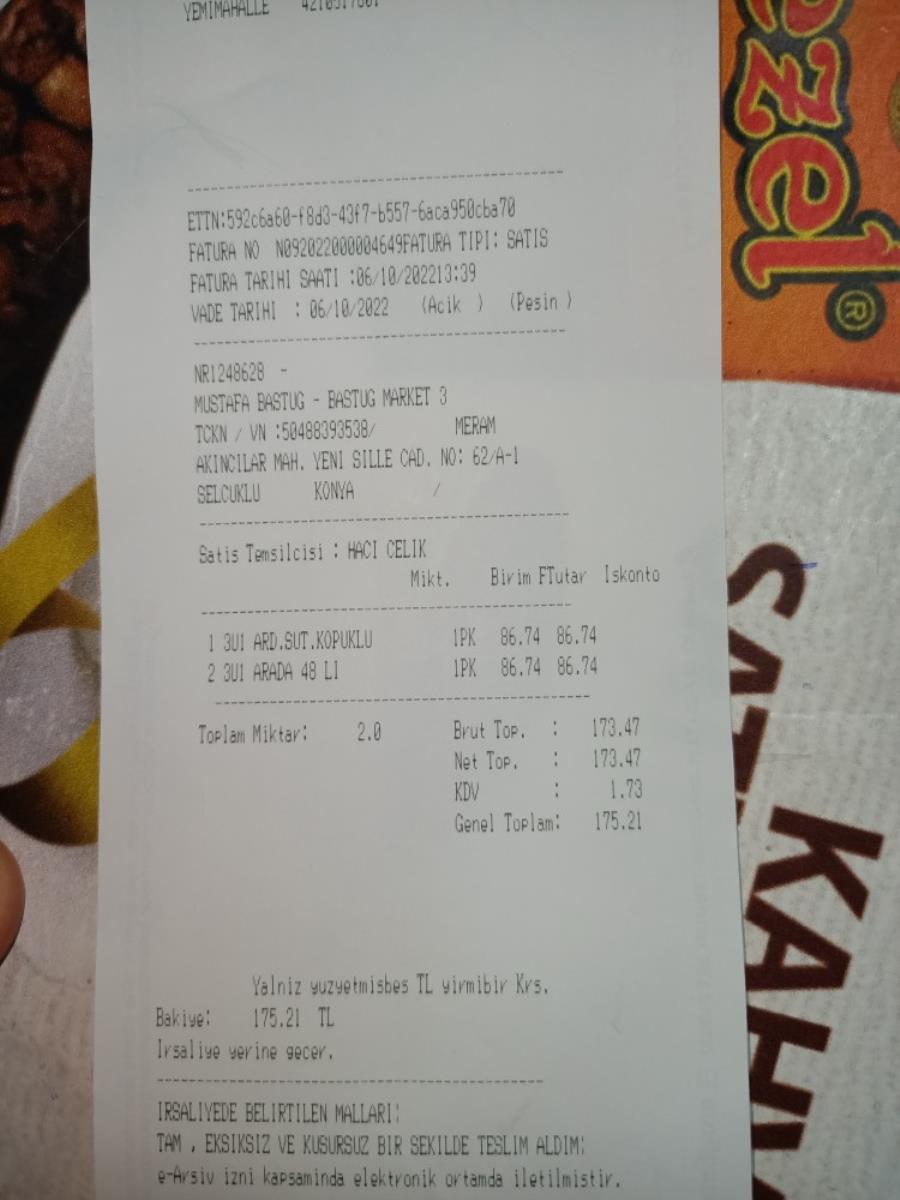 YEMIMAHALLE
ETTN:592c6a60-f8d3-43f7-b557-6aca950cba70
FATURA NO N092022000004649FATURA TIPI: SATIS
FATURA TARIHI SAATI :06/10/202213:39
VADE TARIHI : 06/10/2022 (Acik ) (Pesin )
NR1248628 -
MUSTAFA BASTUG - BASTUG MARKET 3
TCKN / VN :50488393538/ MERAM
AKINCILAR MAH. YENI SILLE CAD. NO: 62/A-1
SELCUKLU KONYA /
Satis Temsilcisi : HACI CELIK
Mikt. Birim FTutar Iskonto
1 3U1 ARD.SUT.KOPUKLU 1PK 86.74 86.74
2 3U1 ARADA 48 LI 1PK 86.74 86.74
Toplam Miktar: 2.0 Brut Top. : 173.47
Net Top. : 173.47
KDV : 1.73
Genel Toplam: 175.21
Yalniz yuzyetmisbes TL yirmibir Krs.
Bakiye: 175.21 TL
Irsaliye yerine gecer.
IRSALIYEDE BELIRTILEN MALLARI:
TAM , EKSIKSIZ VE KUSURSUZ BIR SEKILDE TESLIM ALDIM:
e-Arsiv izni kapsaminda elektronik ortamda iletilmistir.
ezel®